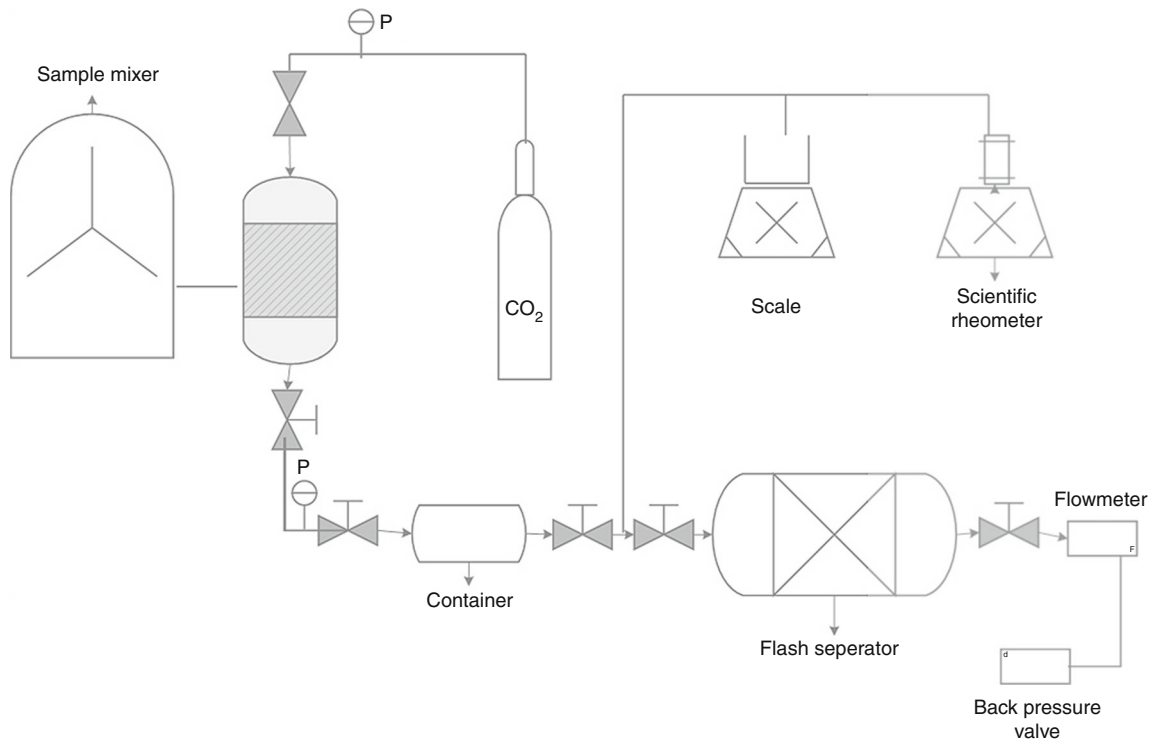 P
Sample mixer
CO2
Scale
Scientific
rheometer
P
Flowmeter
F
Container
Flash seperator
d
Back pressure
valve